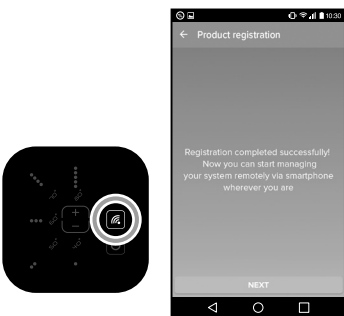 10:30
Product registration
Registration completed successfully!
Now you can start managing
your system remotely via smartphone
wherever you are
NEXT
+
−